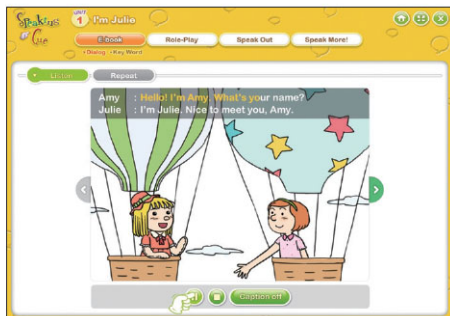 Speaking Cue
UNIT 1 I'm Julie
E-book Role-Play Speak Out Speak More!
• Dialog • Key Word
Listen Repeat
Amy : Hello! I'm Amy. What's your name?
Julie : I'm Julie. Nice to meet you, Amy.
Caption off